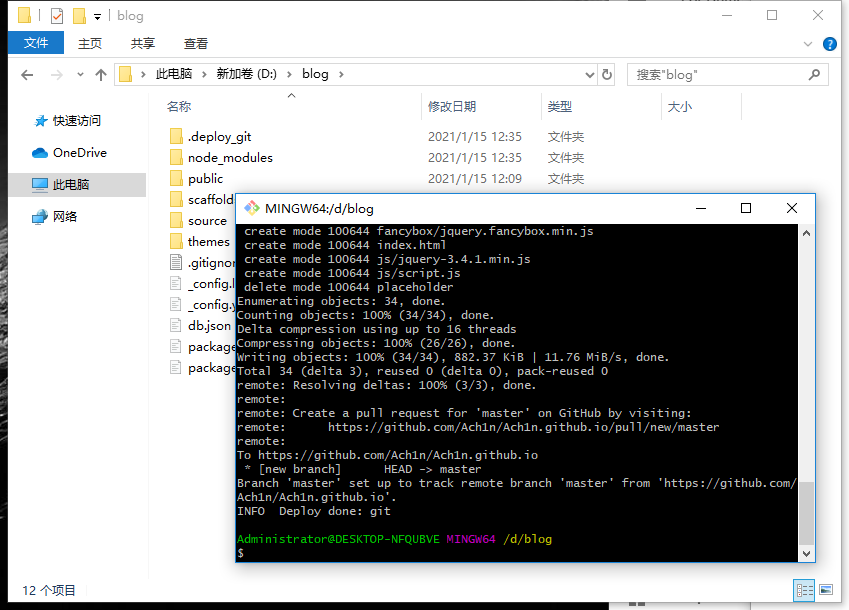 blog
文件 主页 共享 查看
此电脑 新加卷 (D:) blog
搜索"blog"
名称 修改日期 类型 大小
快速访问
OneDrive
此电脑
网络
.deploy_git 2021/1/15 12:35 文件夹
node_modules 2021/1/15 12:35 文件夹
public 2021/1/15 12:09 文件夹
scaffold
source
themes
.gitignor
_config.l
_config.y
db.json
package
package
MINGW64:/d/blog
create mode 100644 fancybox/jquery.fancybox.min.js
create mode 100644 index.html
create mode 100644 js/jquery-3.4.1.min.js
create mode 100644 js/script.js
delete mode 100644 placeholder
Enumerating objects: 34, done.
Counting objects: 100% (34/34), done.
Delta compression using up to 16 threads
Compressing objects: 100% (26/26), done.
Writing objects: 100% (34/34), 882.37 KiB | 11.76 MiB/s, done.
Total 34 (delta 3), reused 0 (delta 0), pack-reused 0
remote: Resolving deltas: 100% (3/3), done.
remote:
remote: Create a pull request for 'master' on GitHub by visiting:
remote: https://github.com/Ach1n/Ach1n.github.io/pull/new/master
remote:
To https://github.com/Ach1n/Ach1n.github.io
* [new branch] HEAD -> master
Branch 'master' set up to track remote branch 'master' from 'https://github.com/
Ach1n/Ach1n.github.io'.
INFO Deploy done: git
Administrator@DESKTOP-NFQUBVE MINGW64 /d/blog
$
12 个项目